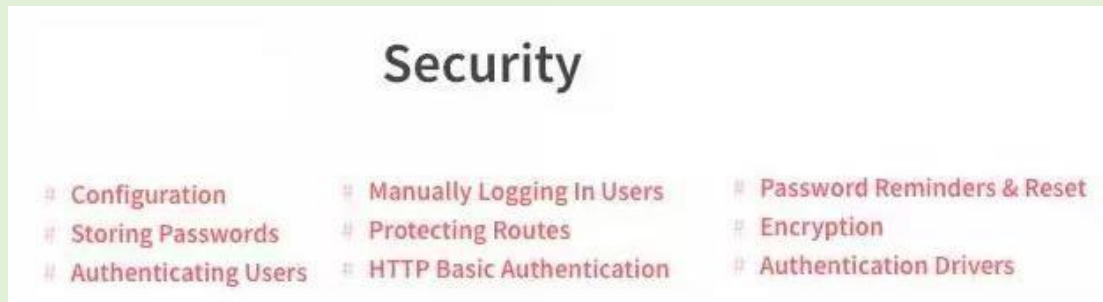 Security
# Configuration
# Storing Passwords
# Authenticating Users
# Manually Logging In Users
# Protecting Routes
# HTTP Basic Authentication
# Password Reminders & Reset
# Encryption
# Authentication Drivers